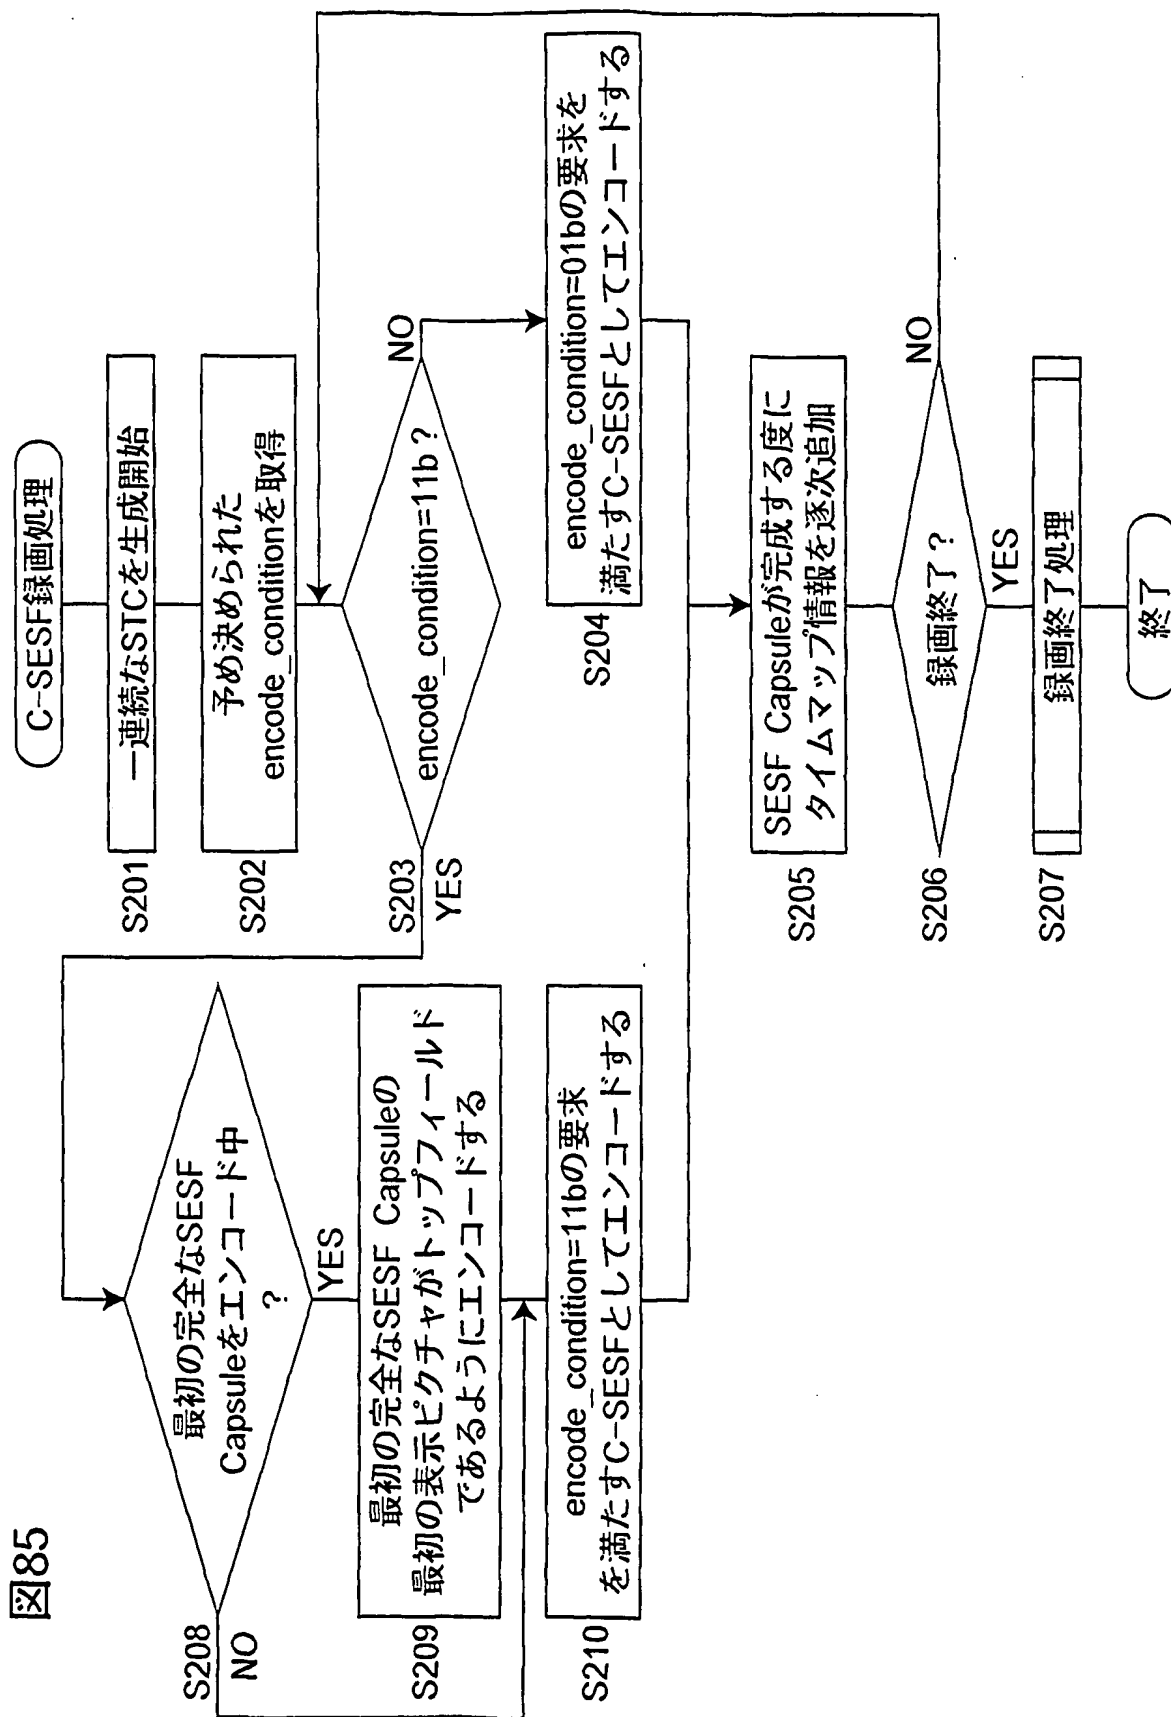 図85
C-SESF録画処理
S201
一連続なSTCを生成開始
S202
予め決められた
encode_conditionを取得
S203
encode_condition=11b？
YES
NO
S204
encode_condition=01bの要求を
満たすC-SESFとしてエンコードする
S205
SESF Capsuleが完成する度に
タイムマップ情報を逐次追加
S206
録画終了？
NO
YES
S207
録画終了処理
終了
S208
最初の完全なSESF
Capsuleをエンコード中
？
NO
YES
S209
最初の完全なSESF Capsuleの
最初の表示ピクチャがトップフィールド
であるようにエンコードする
S210
encode_condition=11bの要求
を満たすC-SESFとしてエンコードする